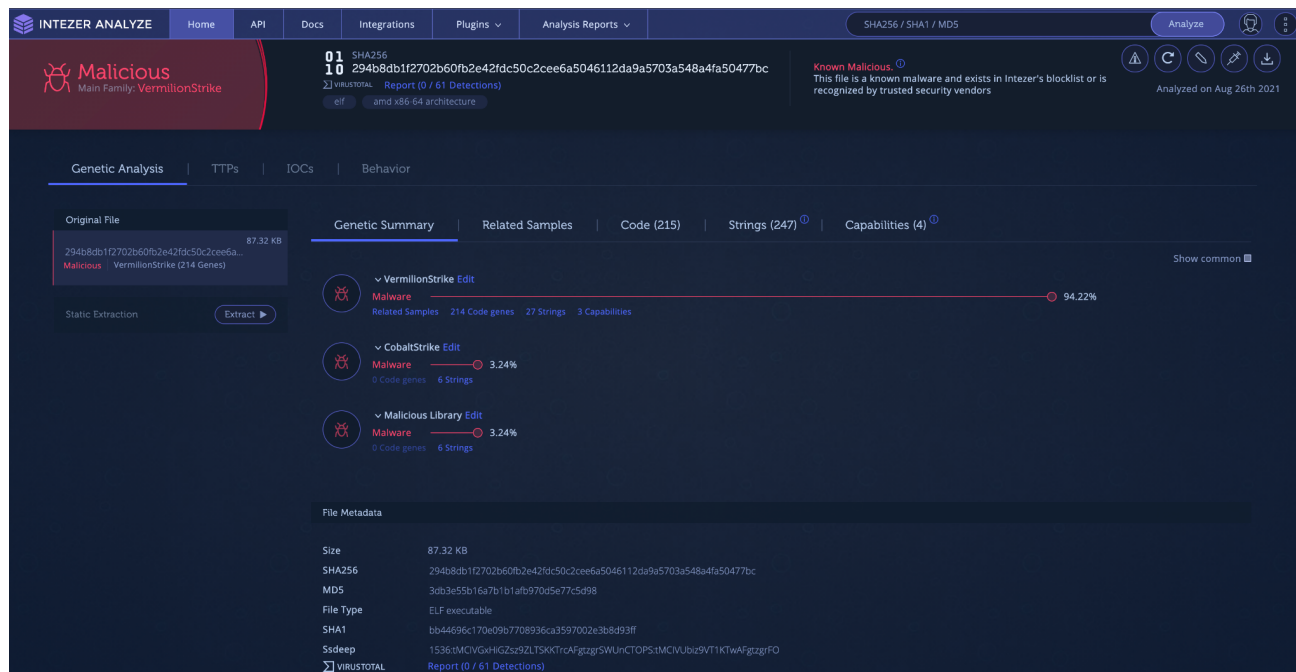 INTEZER ANALYZE Home API Docs Integrations Plugins Analysis Reports SHA256 / SHA1 / MD5 Analyze
Malicious
Main Family: VermilionStrike
01
10
SHA256
294b8db1f2702b60fb2e42fdc50c2cee6a5046112da9a5703a548a4fa50477bc
VIRUSTOTAL Report (0 / 61 Detections)
elf amd x86-64 architecture
Known Malicious.
This file is a known malware and exists in Intezer's blocklist or is
recognized by trusted security vendors
Analyzed on Aug 26th 2021
Genetic Analysis | TTPs | IOCs | Behavior
Original File
87.32 KB
294b8db1f2702b60fb2e42fdc50c2cee6a...
Malicious | VermilionStrike (214 Genes)
Static Extraction Extract
Genetic Summary | Related Samples | Code (215) | Strings (247) | Capabilities (4)
Show common
VermilionStrike Edit
Malware 94.22%
Related Samples 214 Code genes 27 Strings 3 Capabilities
CobaltStrike Edit
Malware 3.24%
0 Code genes 6 Strings
Malicious Library Edit
Malware 3.24%
0 Code genes 6 Strings
File Metadata
Size 87.32 KB
SHA256 294b8db1f2702b60fb2e42fdc50c2cee6a5046112da9a5703a548a4fa50477bc
MD5 3db3e55b16a7b1b1afb970d5e77c5d98
File Type ELF executable
SHA1 bb44696c170e09b7708936ca3597002e3b8d93ff
Ssdeep 1536:tMCIVGxHiGZsz9ZLTSKKTrcAFgtzgrSWUnCTOPS:tMCIVUbiz9VT1KTwAFgtzgrFO
VIRUSTOTAL Report (0 / 61 Detections)